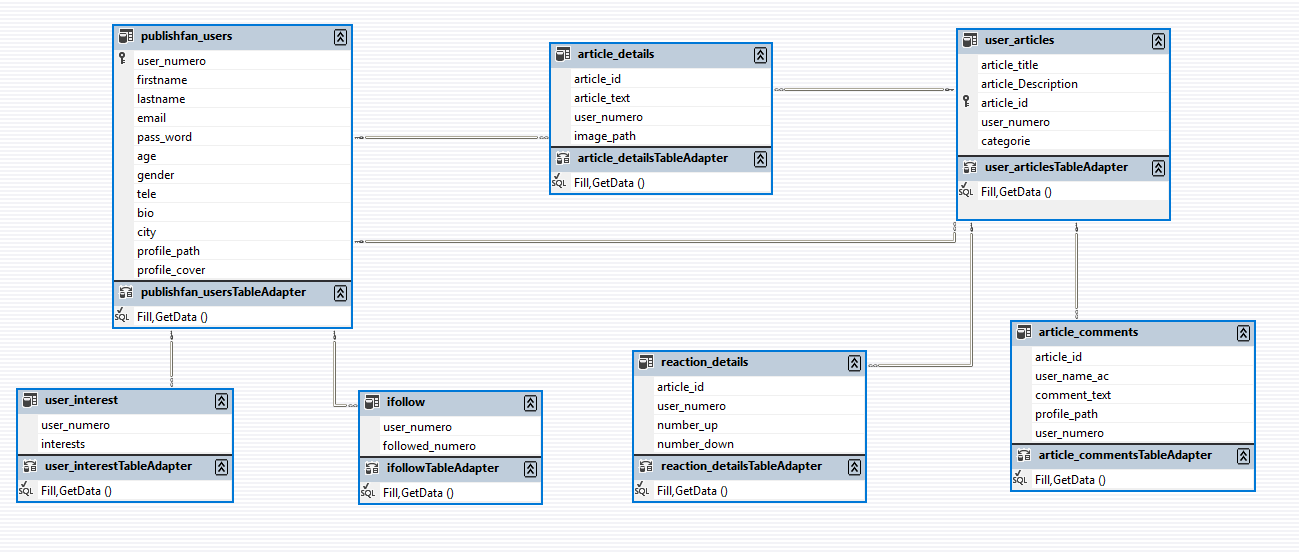 publishfan_users
user_numero
firstname
lastname
email
pass_word
age
gender
tele
bio
city
profile_path
profile_cover
publishfan_usersTableAdapter
SQL Fill,GetData ()
article_details
article_id
article_text
user_numero
image_path
article_detailsTableAdapter
SQL Fill,GetData ()
user_articles
article_title
article_Description
article_id
user_numero
categorie
user_articlesTableAdapter
SQL Fill,GetData ()
user_interest
user_numero
interests
user_interestTableAdapter
SQL Fill,GetData ()
ifollow
user_numero
followed_numero
ifollowTableAdapter
SQL Fill,GetData ()
reaction_details
article_id
user_numero
number_up
number_down
reaction_detailsTableAdapter
SQL Fill,GetData ()
article_comments
article_id
user_name_ac
comment_text
profile_path
user_numero
article_commentsTableAdapter
SQL Fill,GetData ()